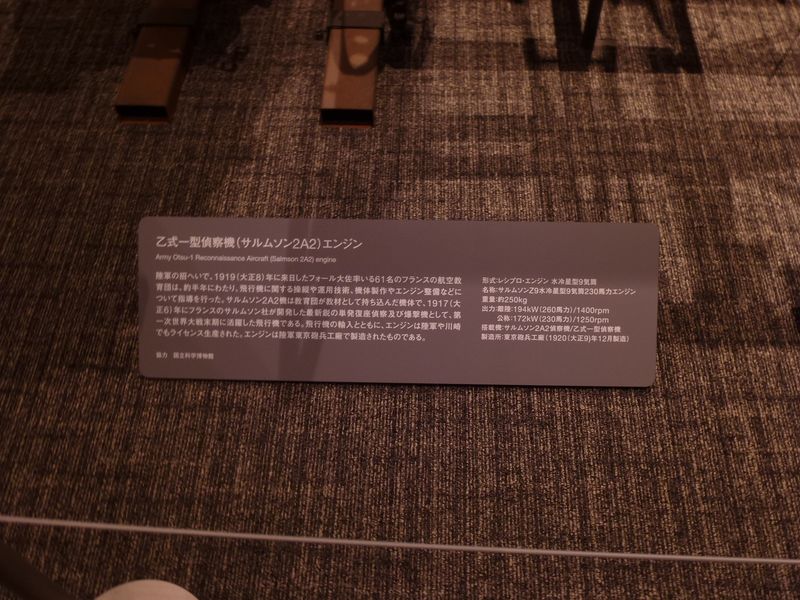 乙式一型偵察機(サルムソン2A2)エンジン
Army Otsu-1 Reconnaissance Aircraft (Salmson 2A2) engine
陸軍の招へいで、1919(大正8)年に来日したフォール大佐率いる61名のフランスの航空教
育団は、約半年にわたり、飛行機に関する操縦や運用技術、機体製作やエンジン整備などに
ついて指導を行った。サルムソン2A2機は教育団が教材として持ち込んだ機体で、1917(大
正6)年にフランスのサルムソン社が開発した最新鋭の単発復座偵察及び爆撃機として、第
一次世界大戦末期に活躍した飛行機である。飛行機の輸入とともに、エンジンは陸軍や川崎
でもライセンス生産された。エンジンは陸軍東京砲兵工廠で製造されたものである。
協力 国立科学博物館
形式:レシプロ・エンジン 水冷星型9気筒
名称:サルムソンZ9水冷星型9気筒230馬力エンジン
重量:約250kg
出力:離陸:194kW(260馬力)/1400rpm
公称:172kW(230馬力)/1250rpm
搭載機:サルムソン2A2偵察機/乙式一型偵察機
製造所:東京砲兵工廠(1920(大正9)年12月製造)